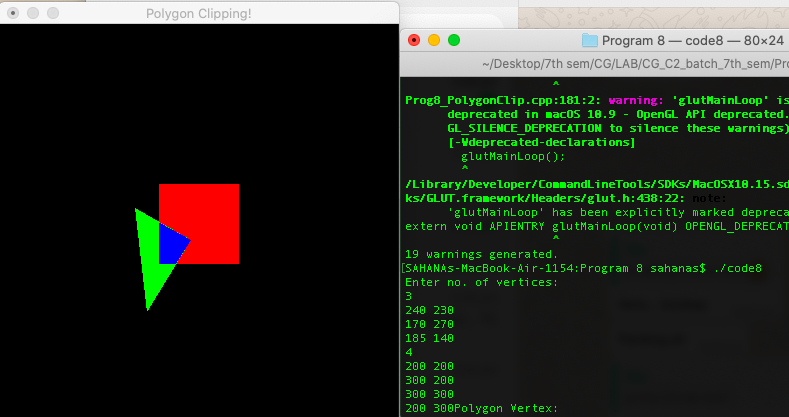 Polygon Clipping!
Program 8 — code8 — 80×24
~/Desktop/7th sem/CG/LAB/CG_C2_batch_7th_sem/Pro
^
Prog8_PolygonClip.cpp:181:2: warning: 'glutMainLoop' is
deprecated in macOS 10.9 - OpenGL API deprecated.
GL_SILENCE_DEPRECATION to silence these warnings)
[-Wdeprecated-declarations]
glutMainLoop();
^
/Library/Developer/CommandLineTools/SDKs/MacOSX10.15.sd
ks/GLUT.framework/Headers/glut.h:438:22: note:
'glutMainLoop' has been explicitly marked depreca
extern void APIENTRY glutMainLoop(void) OPENGL_DEPRECAT
^
19 warnings generated.
[SAHANAs-MacBook-Air-1154:Program 8 sahanas$ ./code8
Enter no. of vertices:
3
240 230
170 270
185 140
4
200 200
300 200
300 300
200 300Polygon Vertex: